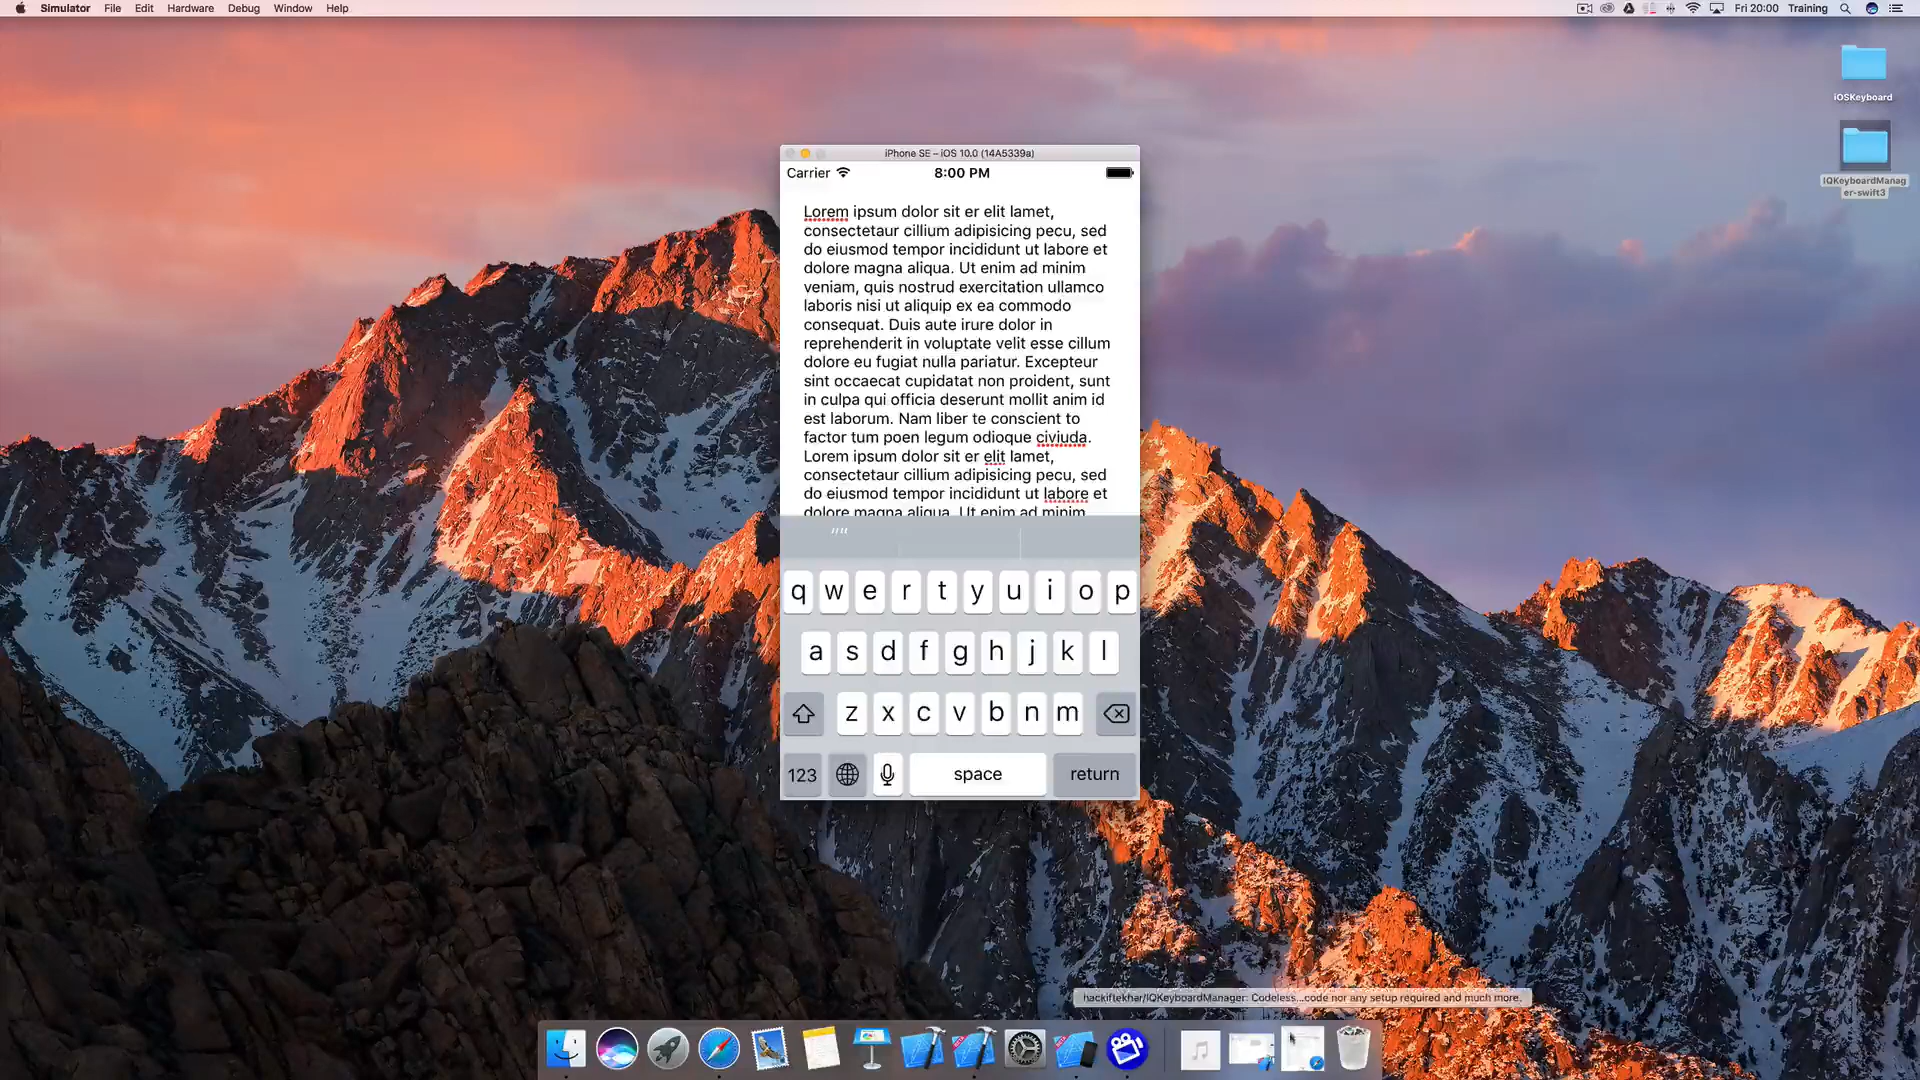 Simulator File Edit Hardware Debug Window Help
Fri 20:00 Training
iOSKeyboard
IQKeyboardManag
er-swift3
iPhone SE – iOS 10.0 (14A5339a)
Carrier 8:00 PM
Lorem ipsum dolor sit er elit lamet,
consectetaur cillium adipisicing pecu, sed
do eiusmod tempor incididunt ut labore et
dolore magna aliqua. Ut enim ad minim
veniam, quis nostrud exercitation ullamco
laboris nisi ut aliquip ex ea commodo
consequat. Duis aute irure dolor in
reprehenderit in voluptate velit esse cillum
dolore eu fugiat nulla pariatur. Excepteur
sint occaecat cupidatat non proident, sunt
in culpa qui officia deserunt mollit anim id
est laborum. Nam liber te conscient to
factor tum poen legum odioque civiuda.
Lorem ipsum dolor sit er elit lamet,
consectetaur cillium adipisicing pecu, sed
do eiusmod tempor incididunt ut labore et
dolore magna aliqua. Ut enim ad minim
“”
q w e r t y u i o p
a s d f g h j k l
z x c v b n m
123 space return
hackiftekhar/IQKeyboardManager: Codeless...code nor any setup required and much more.